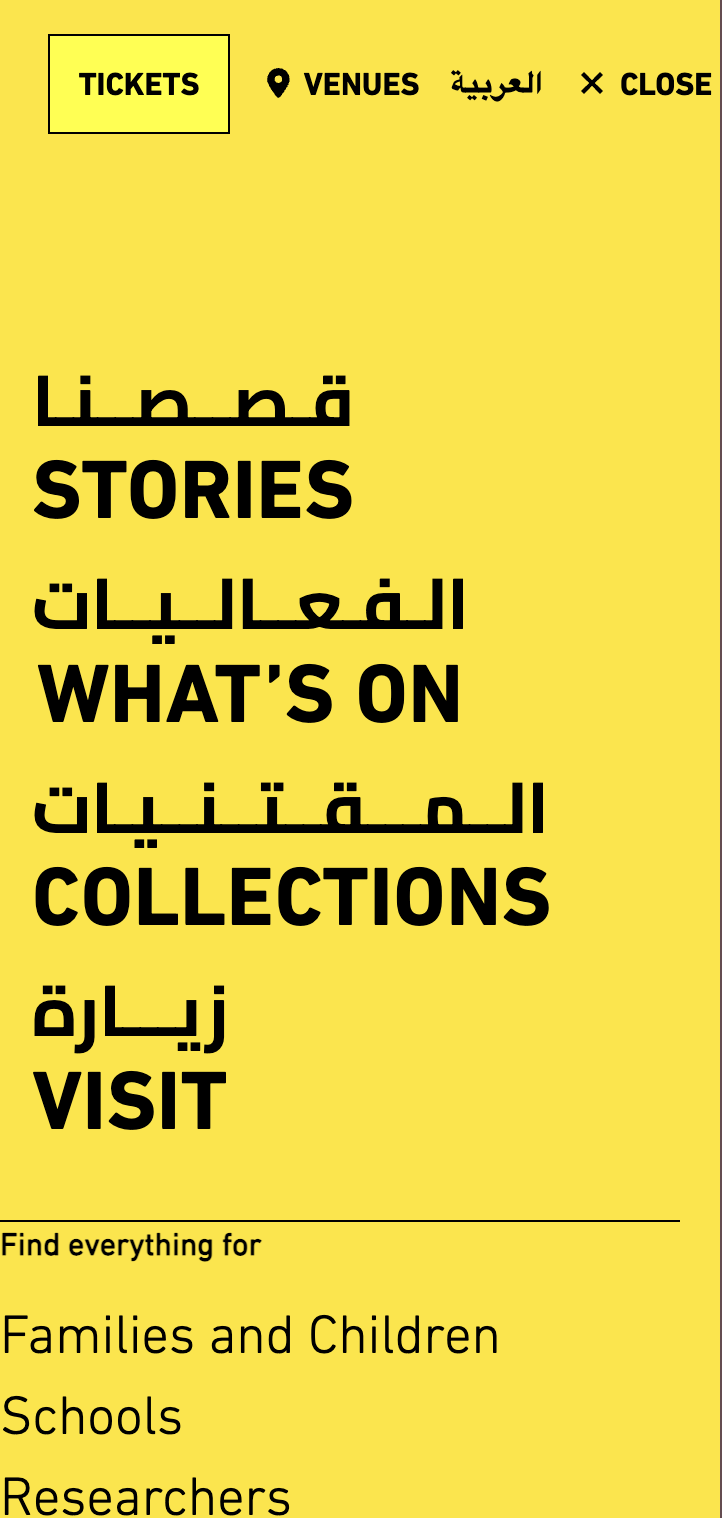 TICKETS VENUES العربية CLOSE
قصصنا
STORIES
الفعاليات
WHAT’S ON
المقتنيات
COLLECTIONS
زيارة
VISIT
Find everything for
Families and Children
Schools
Researchers